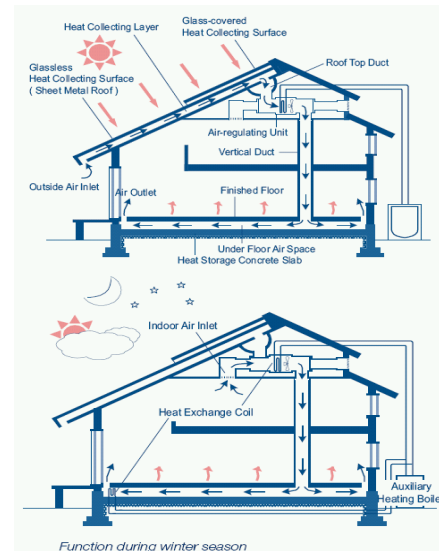 Glass-covered
Heat Collecting Surface
Heat Collecting Layer
Roof Top Duct
Glassless
Heat Collecting Surface
( Sheet Metal Roof )
Air-regulating Unit
Vertical Duct
Outside Air Inlet
Air Outlet
Finished Floor
Under Floor Air Space
Heat Storage Concrete Slab
Indoor Air Inlet
Heat Exchange Coil
Auxiliary
Heating Boile
Function during winter season